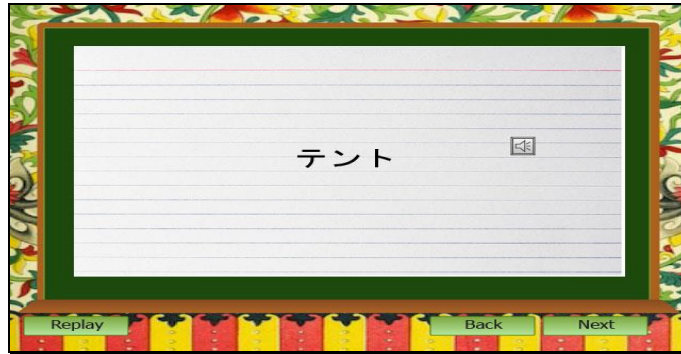 テント
Replay
Back
Next